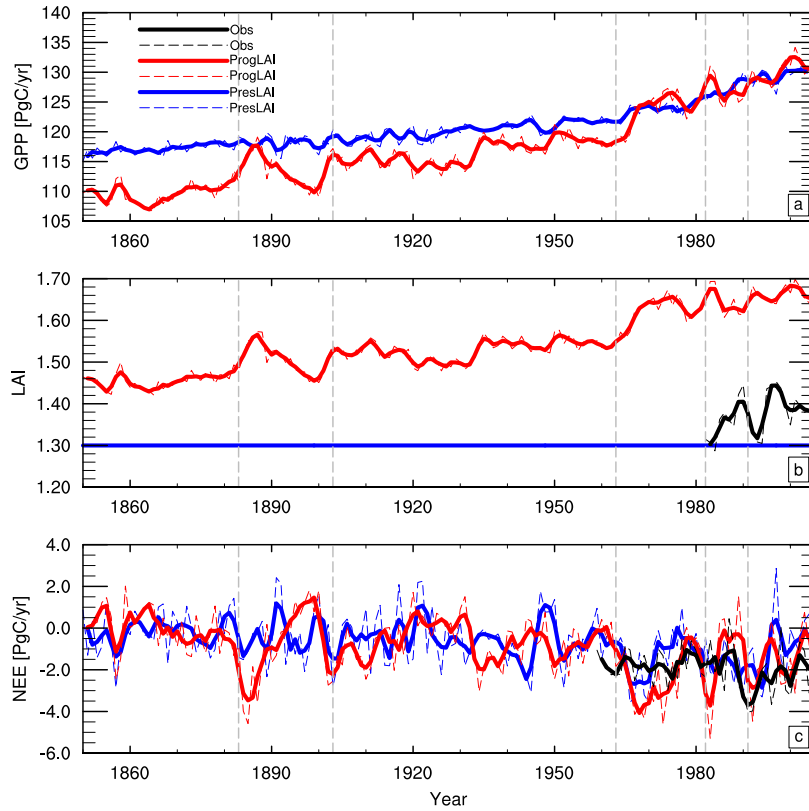 140
135
130
125
120
115
110
105
GPP [PgC/yr]
Obs
Obs
ProgLAI
ProgLAI
PresLAI
PresLAI
a
1860 1890 1920 1950 1980
1.70
1.60
1.50
1.40
1.30
1.20
LAI
b
1860 1890 1920 1950 1980
4.0
2.0
0.0
-2.0
-4.0
-6.0
NEE [PgC/yr]
c
1860 1890 1920 1950 1980
Year